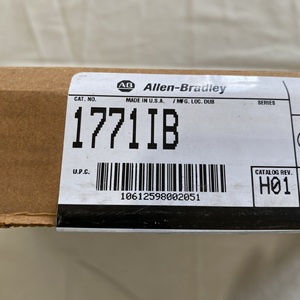 AB Allen-Bradley
CAT. NO. MADE IN U.S.A. / MFG. LOC. DUB SERIES
1771IB
U.P.C. CATALOG REV.
H01
10612598002051